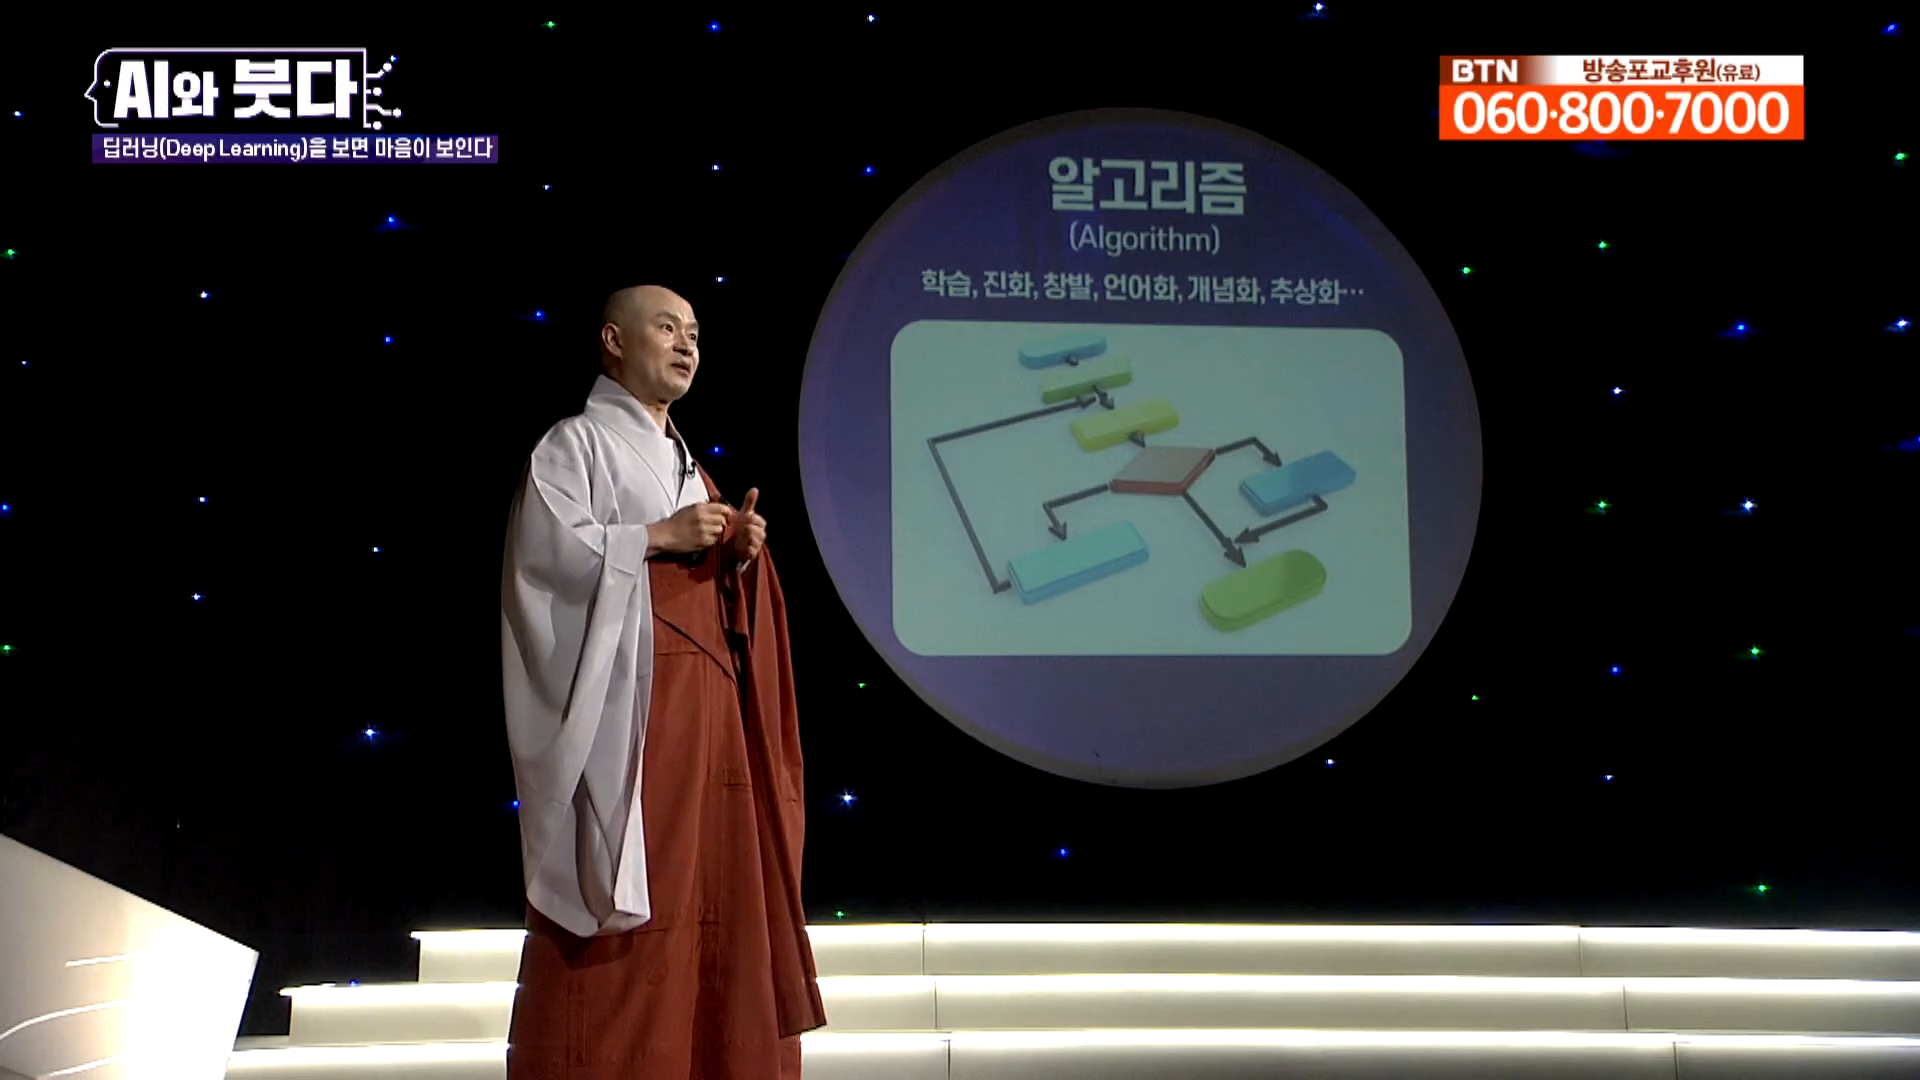 AI와 붓다
딥러닝(Deep Learning)을 보면 마음이 보인다
BTN 방송포교후원(유료)
060·800·7000
알고리즘
(Algorithm)
학습, 진화, 창발, 언어화, 개념화, 추상화…